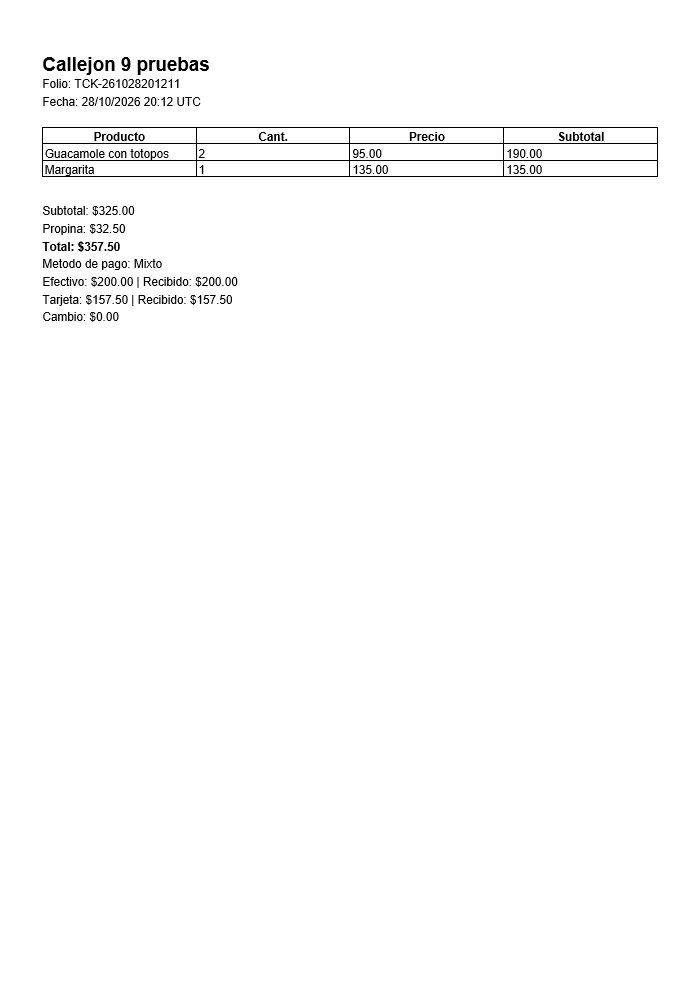 Callejon 9 pruebas
Folio: TCK-261028201211
Fecha: 28/10/2026 20:12 UTC
Producto Cant. Precio Subtotal
Guacamole con totopos 2 95.00 190.00
Margarita 1 135.00 135.00
Subtotal: $325.00
Propina: $32.50
Total: $357.50
Metodo de pago: Mixto
Efectivo: $200.00 | Recibido: $200.00
Tarjeta: $157.50 | Recibido: $157.50
Cambio: $0.00